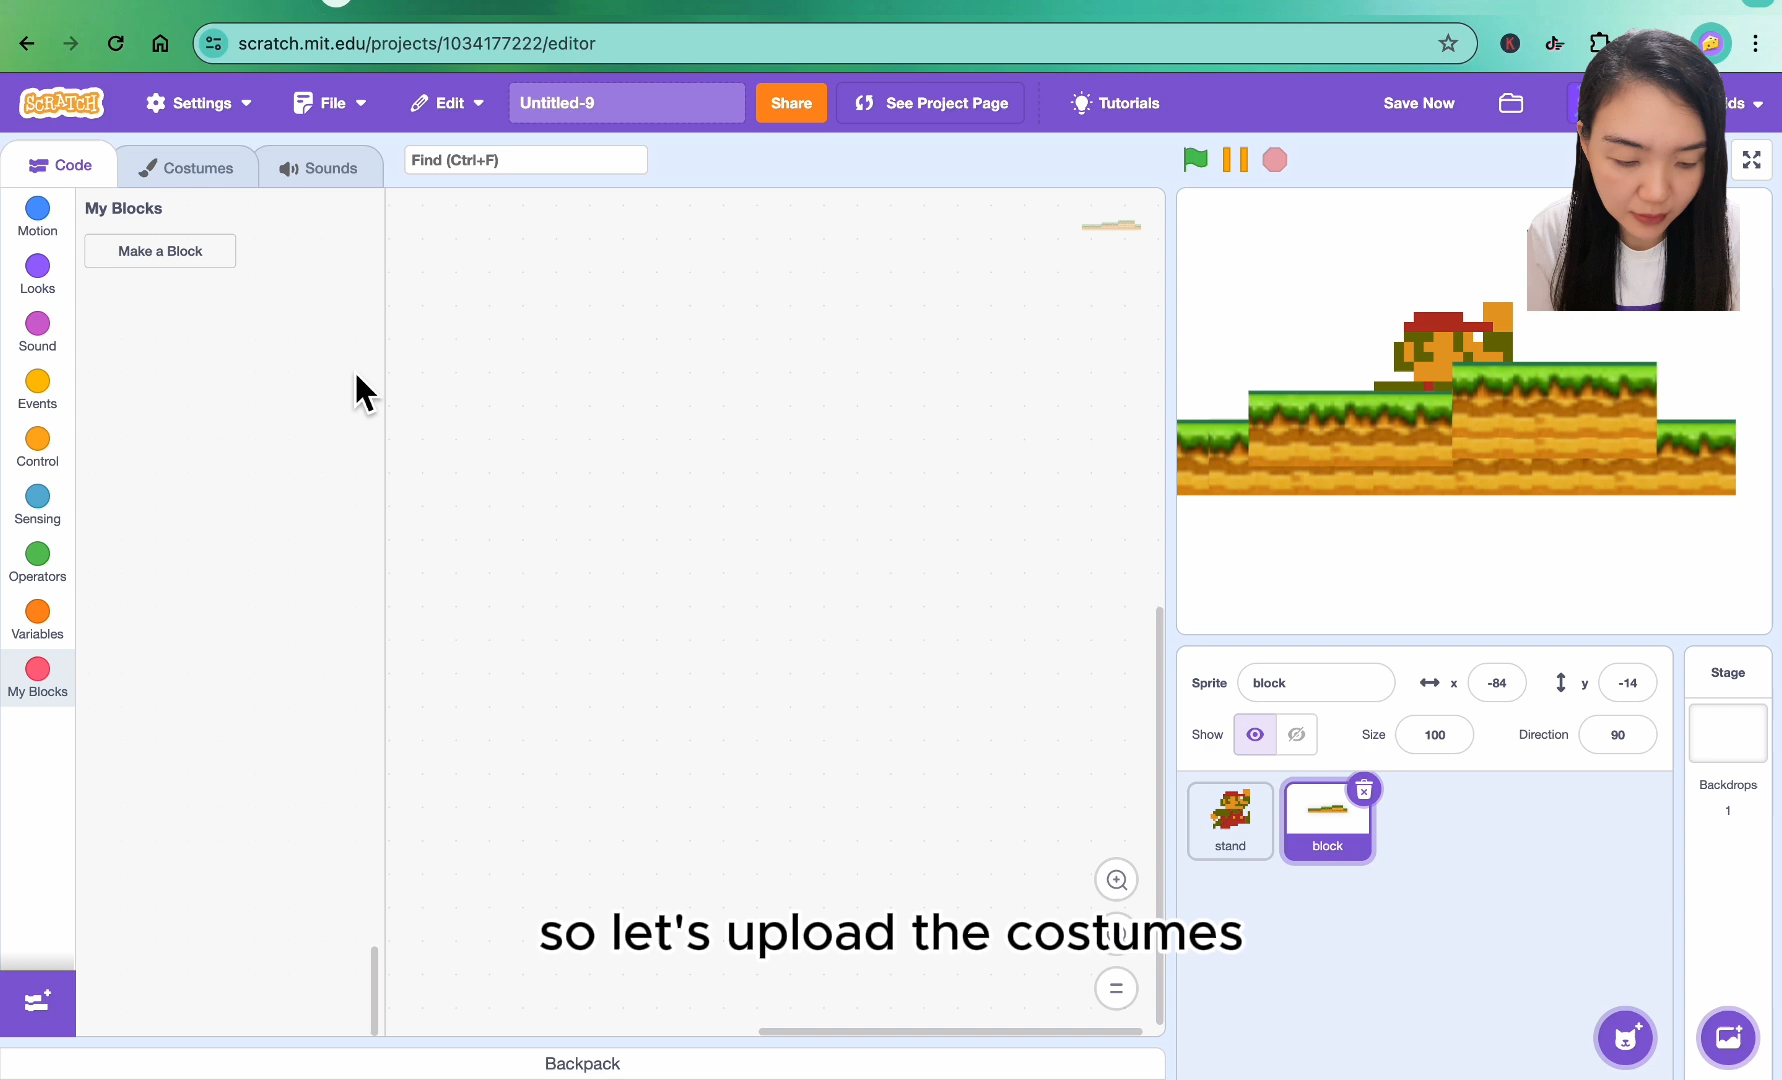 scratch.mit.edu/projects/1034177222/editor
SCRATCH
Settings
File
Edit
Untitled-9
Share
See Project Page
Tutorials
Save Now
ds
Code
Costumes
Sounds
Find (Ctrl+F)
Motion
Looks
Sound
Events
Control
Sensing
Operators
Variables
My Blocks
My Blocks
Make a Block
so let's upload the costumes
Backpack
Sprite
block
x
-84
y
-14
Show
Size
100
Direction
90
stand
block
Stage
Backdrops
1